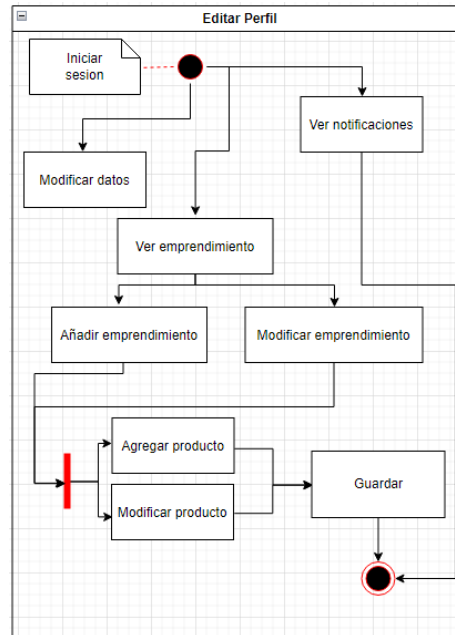 Editar Perfil
Iniciar
sesion
Ver notificaciones
Modificar datos
Ver emprendimiento
Añadir emprendimiento
Modificar emprendimiento
Agregar producto
Modificar producto
Guardar